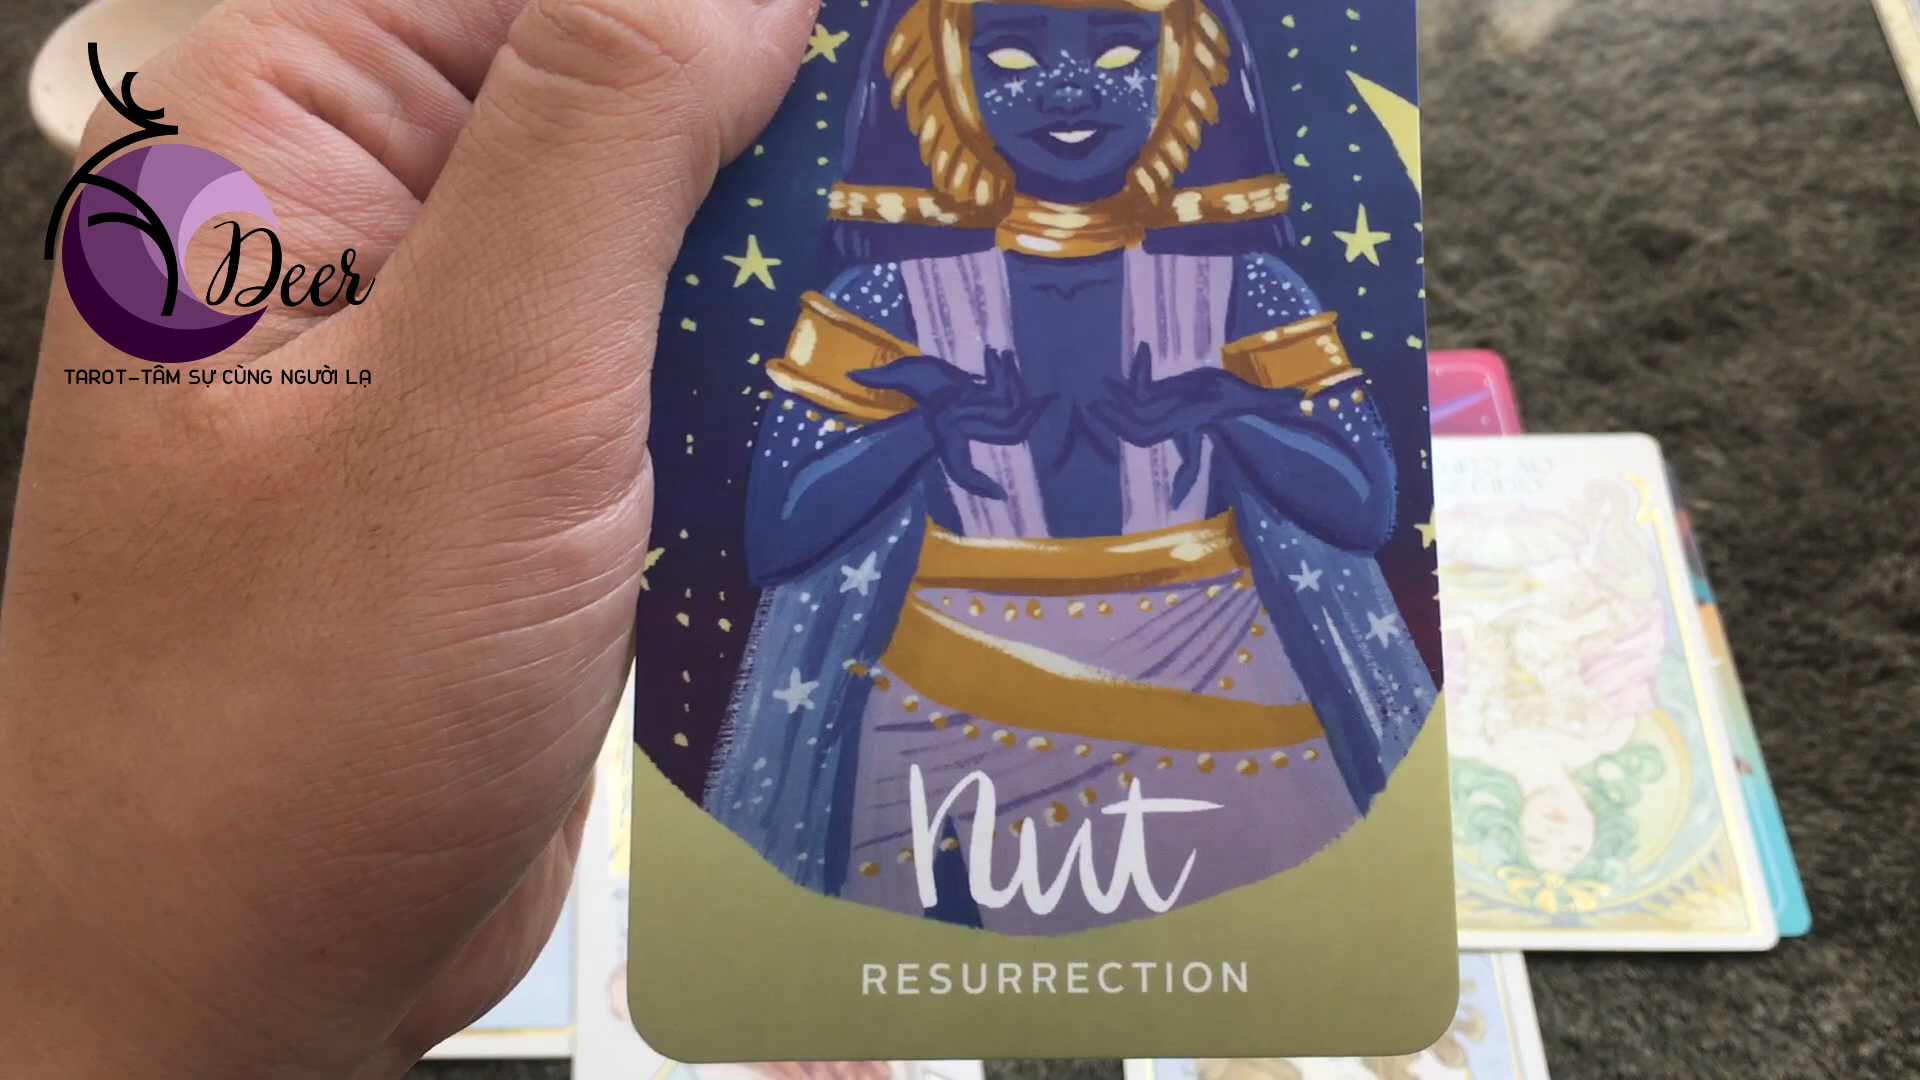 Deer
TAROT-TÂM SỰ CÙNG NGƯỜI LẠ
Nut
RESURRECTION